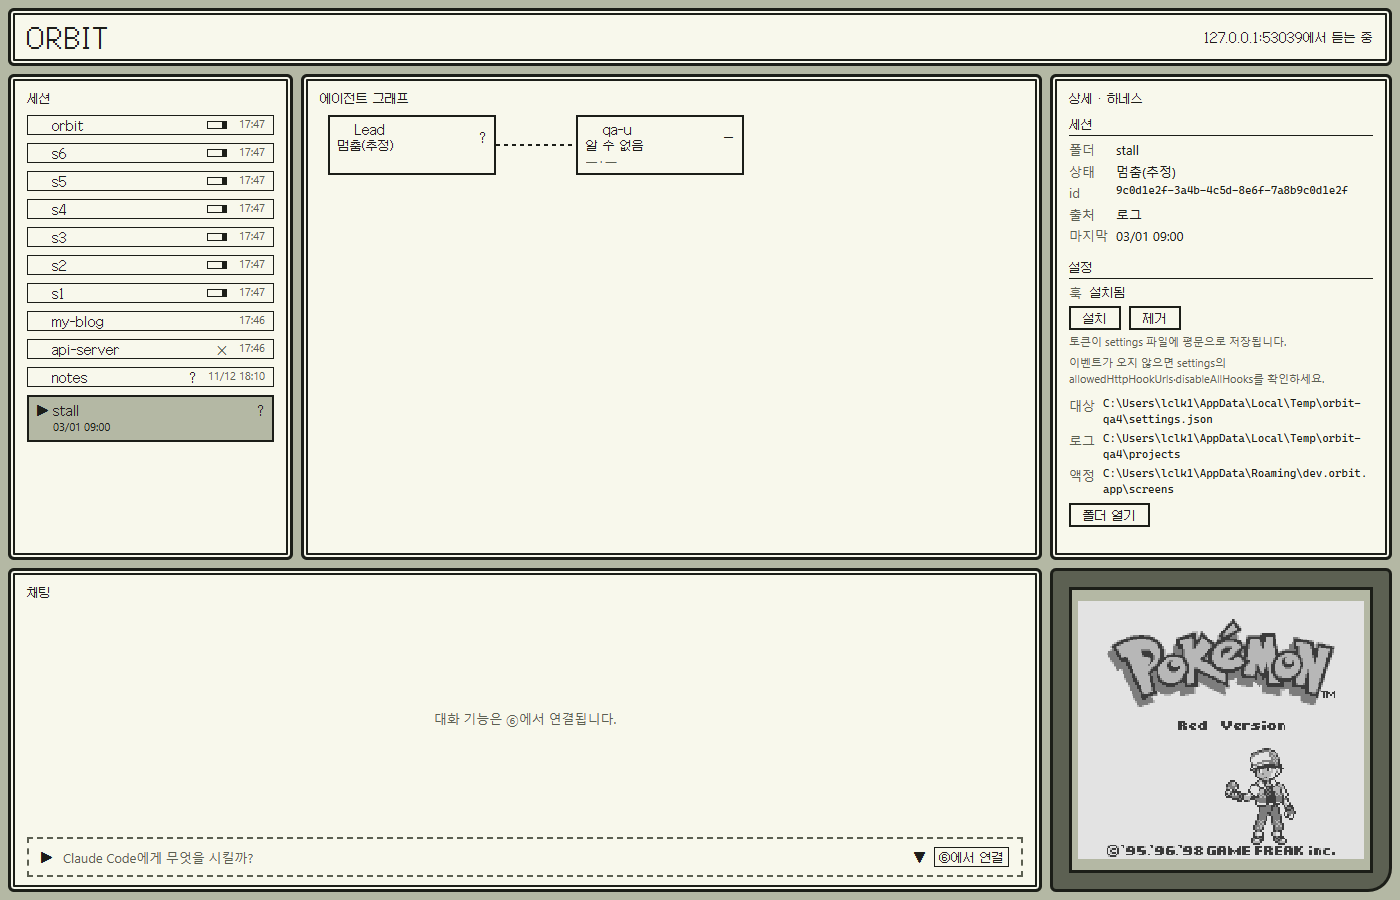 ORBIT
127.0.0.1:53039에서 듣는 중
세션
orbit 17:47
s6 17:47
s5 17:47
s4 17:47
s3 17:47
s2 17:47
s1 17:47
my-blog 17:46
api-server × 17:46
notes ? 11/12 18:10
▶ stall ?
03/01 09:00
에이전트 그래프
Lead ?
멈춤(추정)
qa-u —
알 수 없음
— · —
상세 · 하네스
세션
폴더 stall
상태 멈춤(추정)
id 9c0d1e2f-3a4b-4c5d-8e6f-7a8b9c0d1e2f
출처 로그
마지막 03/01 09:00
설정
훅 설치됨
설치 제거
토큰이 settings 파일에 평문으로 저장됩니다.
이벤트가 오지 않으면 settings의
allowedHttpHookUrls·disableAllHooks를 확인하세요.
대상 C:\Users\lclk1\AppData\Local\Temp\orbit-
qa4\settings.json
로그 C:\Users\lclk1\AppData\Local\Temp\orbit-
qa4\projects
액정 C:\Users\lclk1\AppData\Roaming\dev.orbit.
app\screens
폴더 열기
채팅
대화 기능은 ⑥에서 연결됩니다.
▶ Claude Code에게 무엇을 시킬까? ▼ ⑥에서 연결
POKéMON TM
Red Version
©'95.'96.'98 GAME FREAK inc.